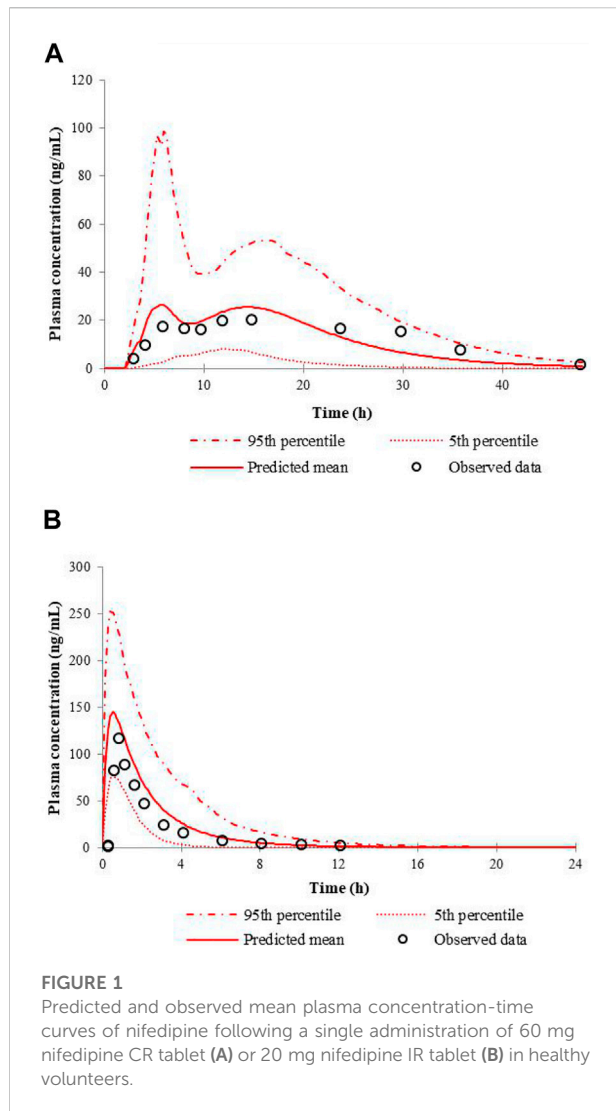 A
Plasma concentration (ng/mL)
120
100
80
60
40
20
0
0 10 20 30 40
Time (h)
95th percentile 5th percentile
Predicted mean Observed data
B
Plasma concentration (ng/mL)
300
250
200
150
100
50
0
0 4 8 12 16 20 24
Time (h)
95th percentile 5th percentile
Predicted mean Observed data
FIGURE 1
Predicted and observed mean plasma concentration-time
curves of nifedipine following a single administration of 60 mg
nifedipine CR tablet (A) or 20 mg nifedipine IR tablet (B) in healthy
volunteers.